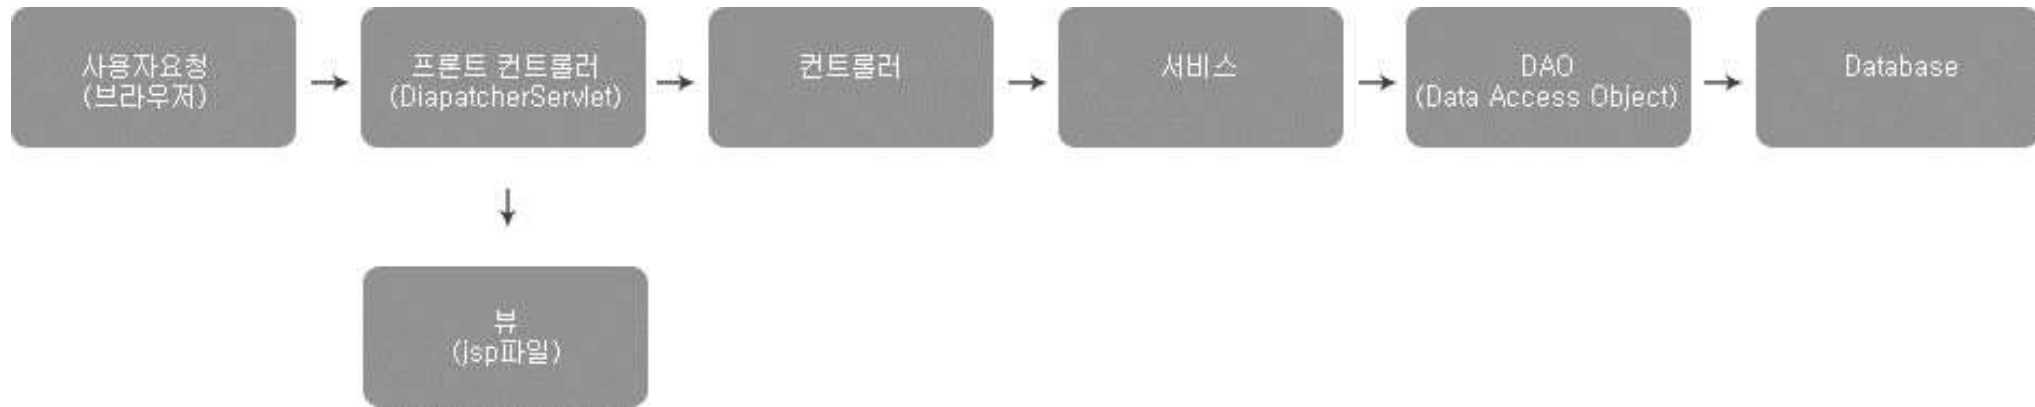 사용자요청
(브라우저)
프론트 컨트롤러
(DiapatcherServlet)
컨트롤러
서비스
DAO
(Data Access Object)
Database
뷰
(jsp파일)